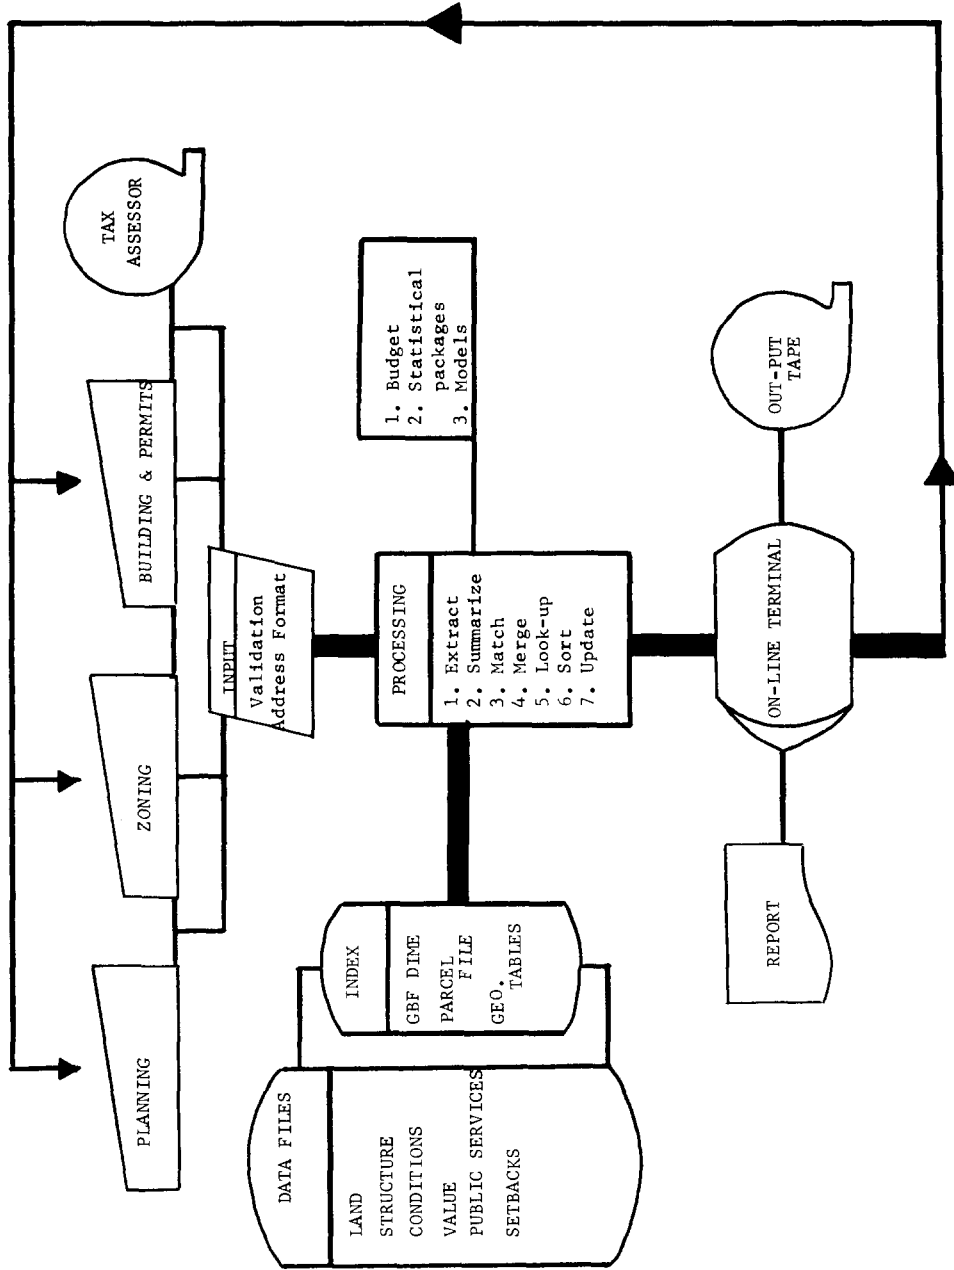 PLANNING
ZONING
BUILDING & PERMITS
TAX
ASSESSOR
INPUT
Validation
Address Format
DATA FILES
LAND
STRUCTURE
CONDITIONS
VALUE
PUBLIC SERVICES
SETBACKS
INDEX
GBF DIME
PARCEL
FILE
GEO.
TABLES
PROCESSING
1. Extract
2. Summarize
3. Match
4. Merge
5. Look-up
6. Sort
7. Update
1. Budget
2. Statistical
packages
3. Models
REPORT
ON-LINE TERMINAL
OUT-PUT
TAPE